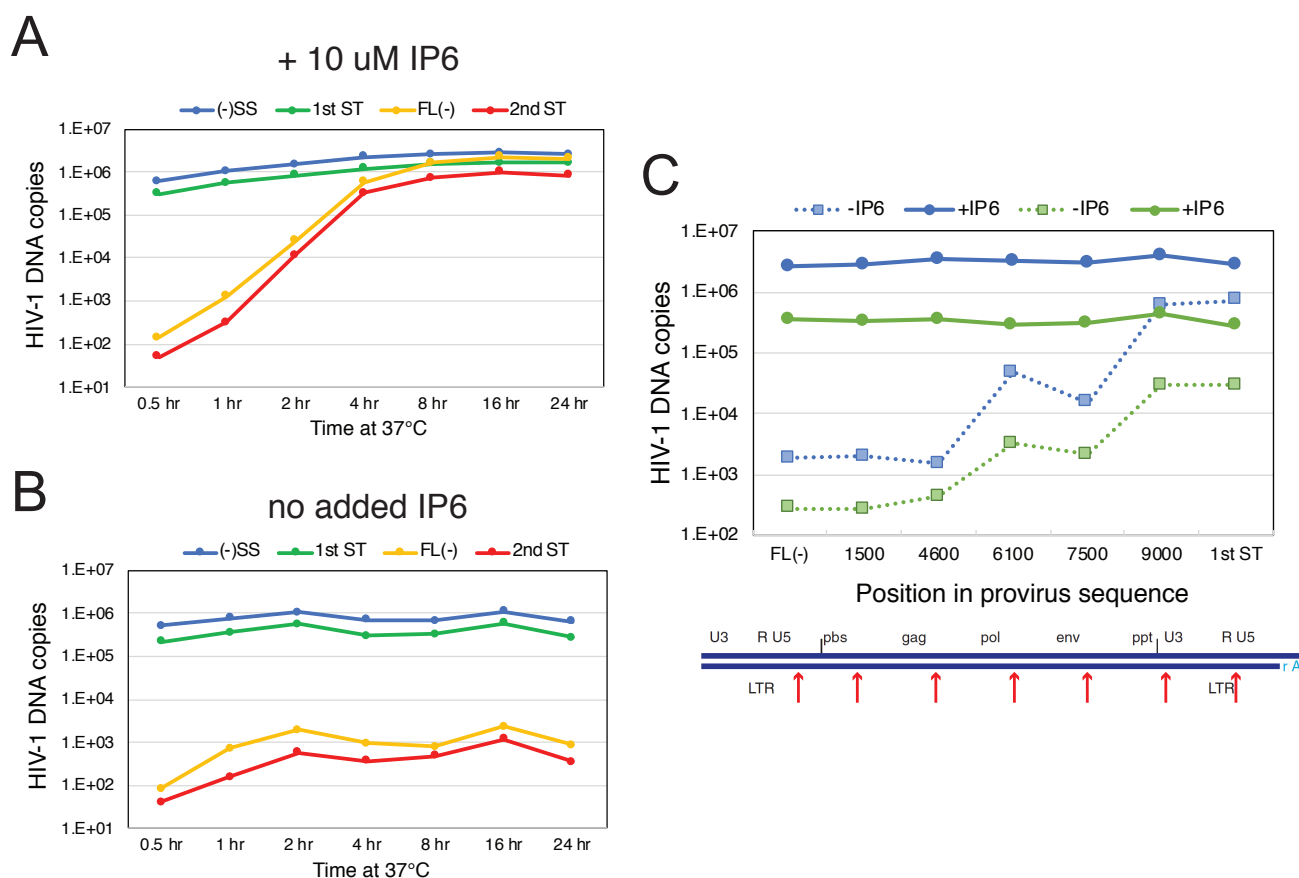 A
+ 10 uM IP6
(-)SS 1st ST FL(-) 2nd ST
HIV-1 DNA copies
1.E+07
1.E+06
1.E+05
1.E+04
1.E+03
1.E+02
1.E+01
0.5 hr 1 hr 2 hr 4 hr 8 hr 16 hr 24 hr
Time at 37°C
B
no added IP6
(-)SS 1st ST FL(-) 2nd ST
HIV-1 DNA copies
1.E+07
1.E+06
1.E+05
1.E+04
1.E+03
1.E+02
1.E+01
0.5 hr 1 hr 2 hr 4 hr 8 hr 16 hr 24 hr
Time at 37°C
C
-IP6 +IP6 -IP6 +IP6
HIV-1 DNA copies
1.E+07
1.E+06
1.E+05
1.E+04
1.E+03
1.E+02
FL(-) 1500 4600 6100 7500 9000 1st ST
Position in provirus sequence
U3 R U5 pbs gag pol env ppt U3 R U5
r A
LTR LTR